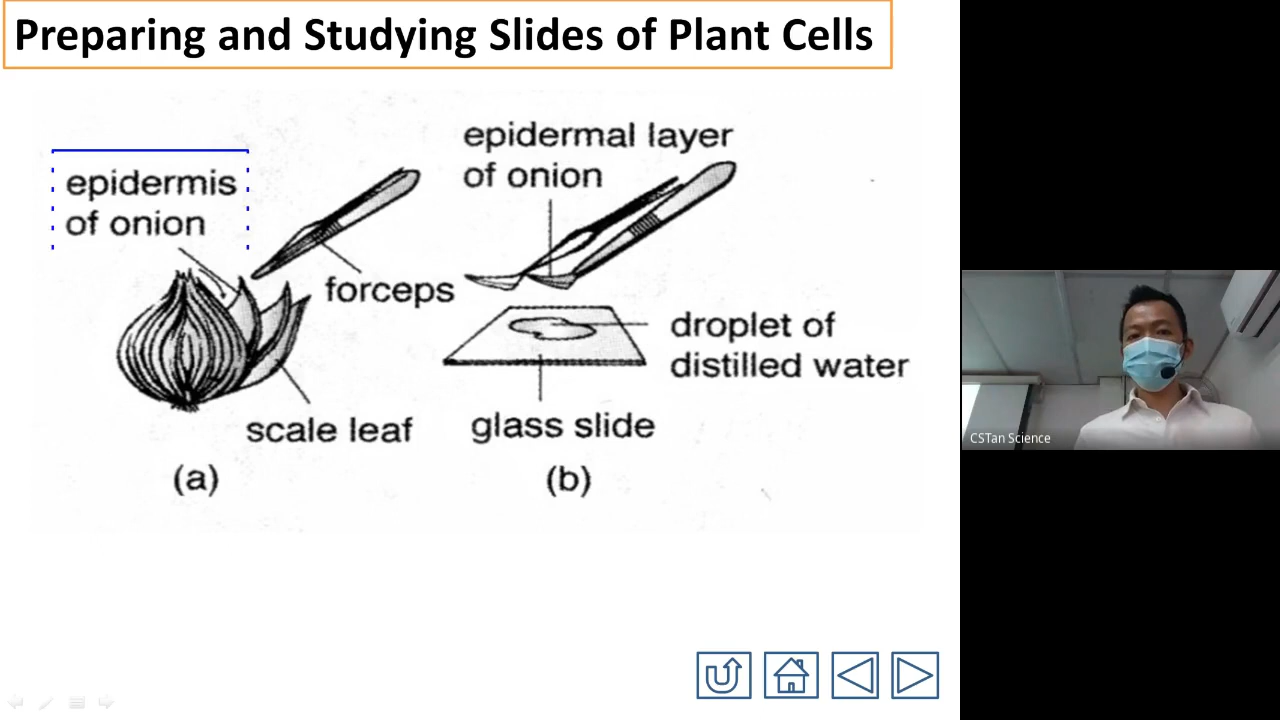 Preparing and Studying Slides of Plant Cells
epidermis
of onion
forceps
scale leaf
(a)
epidermal layer
of onion
droplet of
distilled water
glass slide
(b)
CSTan Science